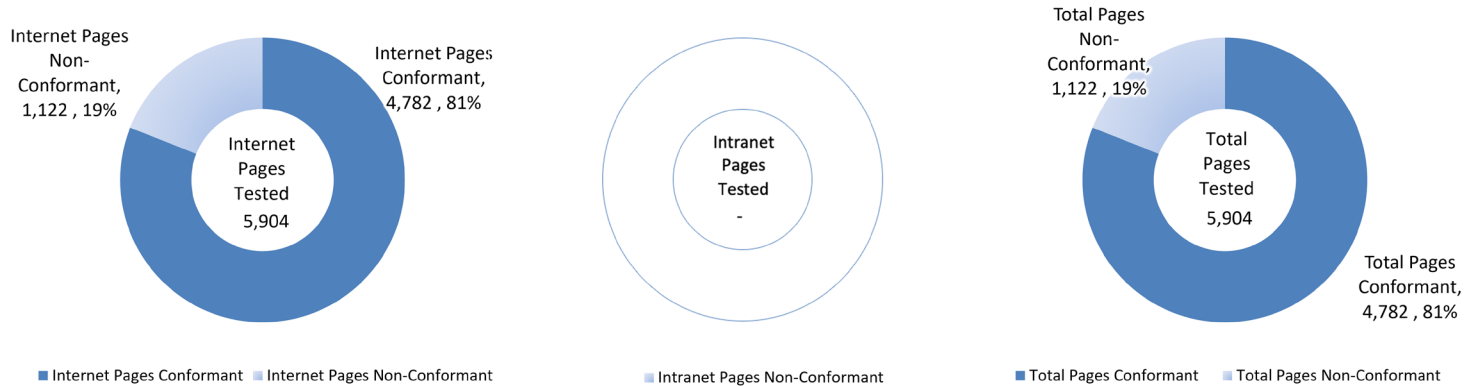 Internet Pages
Non-
Conformant,
1,122 , 19%
Internet Pages
Conformant,
4,782 , 81%
Internet
Pages
Tested
5,904
Internet Pages Conformant
Internet Pages Non-Conformant
Intranet
Pages
Tested
-
Intranet Pages Non-Conformant
Total Pages
Non-
Conformant,
1,122 , 19%
Total
Pages
Tested
5,904
Total Pages
Conformant,
4,782 , 81%
Total Pages Conformant
Total Pages Non-Conformant